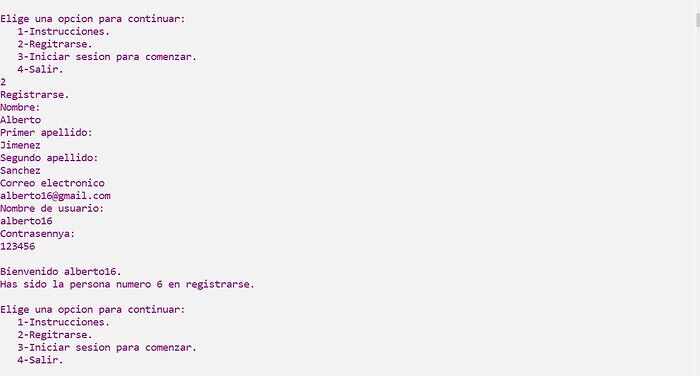 Elige una opcion para continuar:
1-Instrucciones.
2-Regitrarse.
3-Iniciar sesion para comenzar.
4-Salir.
2
Registrarse.
Nombre:
Alberto
Primer apellido:
Jimenez
Segundo apellido:
Sanchez
Correo electronico
alberto16@gmail.com
Nombre de usuario:
alberto16
Contrasennya:
123456
Bienvenido alberto16.
Has sido la persona numero 6 en registrarse.
Elige una opcion para continuar:
1-Instrucciones.
2-Regitrarse.
3-Iniciar sesion para comenzar.
4-Salir.